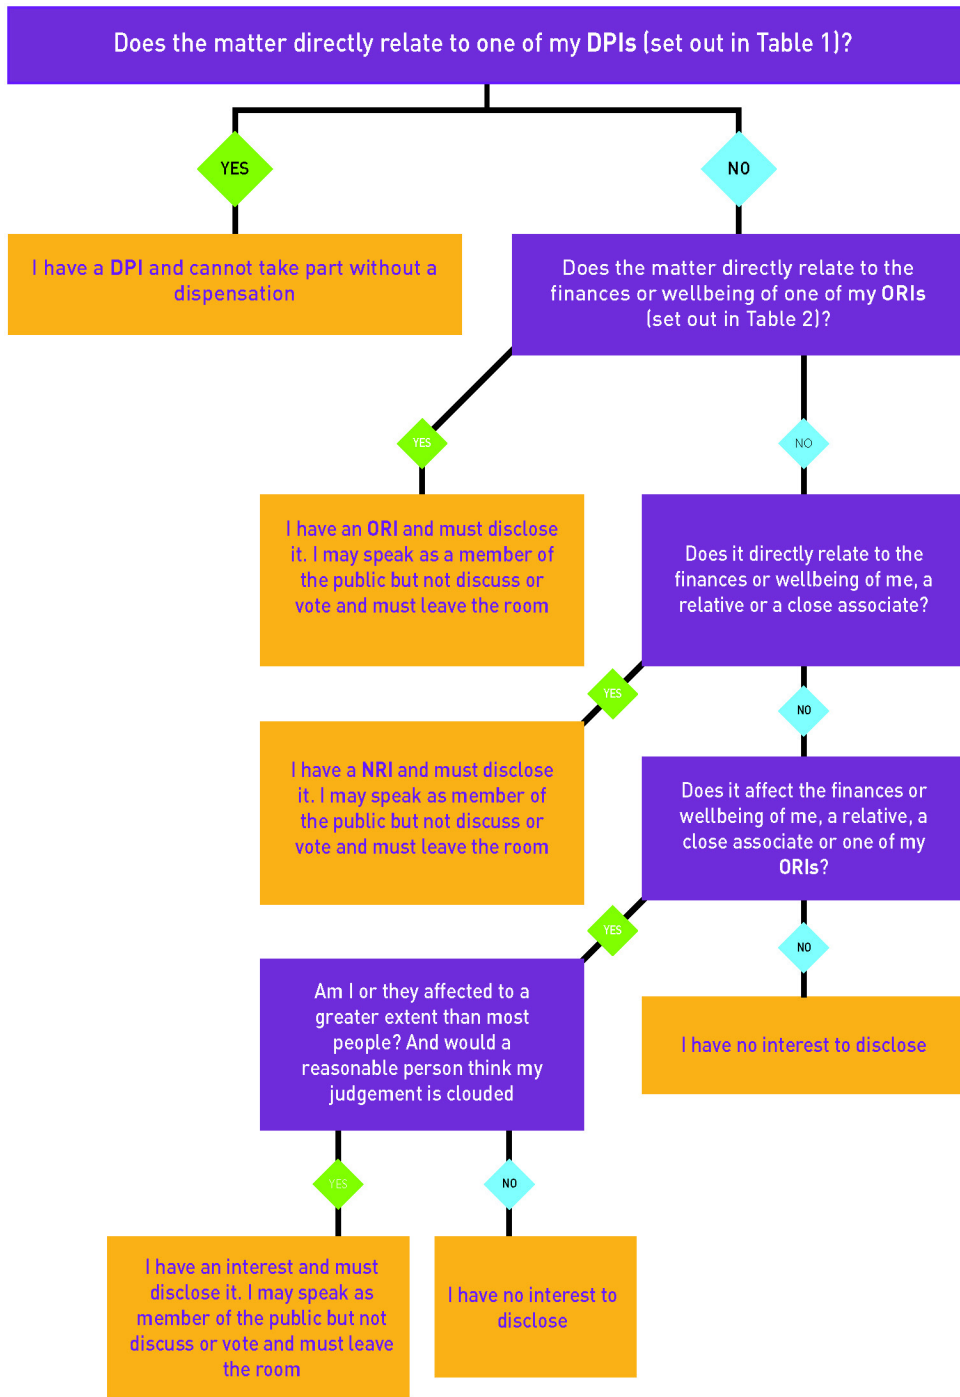 Does the matter directly relate to one of my DPIs (set out in Table 1)?
YES
NO
I have a DPI and cannot take part without a
dispensation
Does the matter directly relate to the
finances or wellbeing of one of my ORIs
(set out in Table 2)?
YES
NO
I have an ORI and must disclose
it. I may speak as a member of
the public but not discuss or
vote and must leave the room
Does it directly relate to the
finances or wellbeing of me, a
relative or a close associate?
YES
NO
I have a NRI and must disclose
it. I may speak as member of
the public but not discuss or
vote and must leave the room
Does it affect the finances or
wellbeing of me, a relative, a
close associate or one of my
ORIs?
YES
NO
Am I or they affected to a
greater extent than most
people? And would a
reasonable person think my
judgement is clouded
I have no interest to disclose
YES
NO
I have an interest and must
disclose it. I may speak as
member of the public but not
discuss or vote and must leave
the room
I have no interest to
disclose